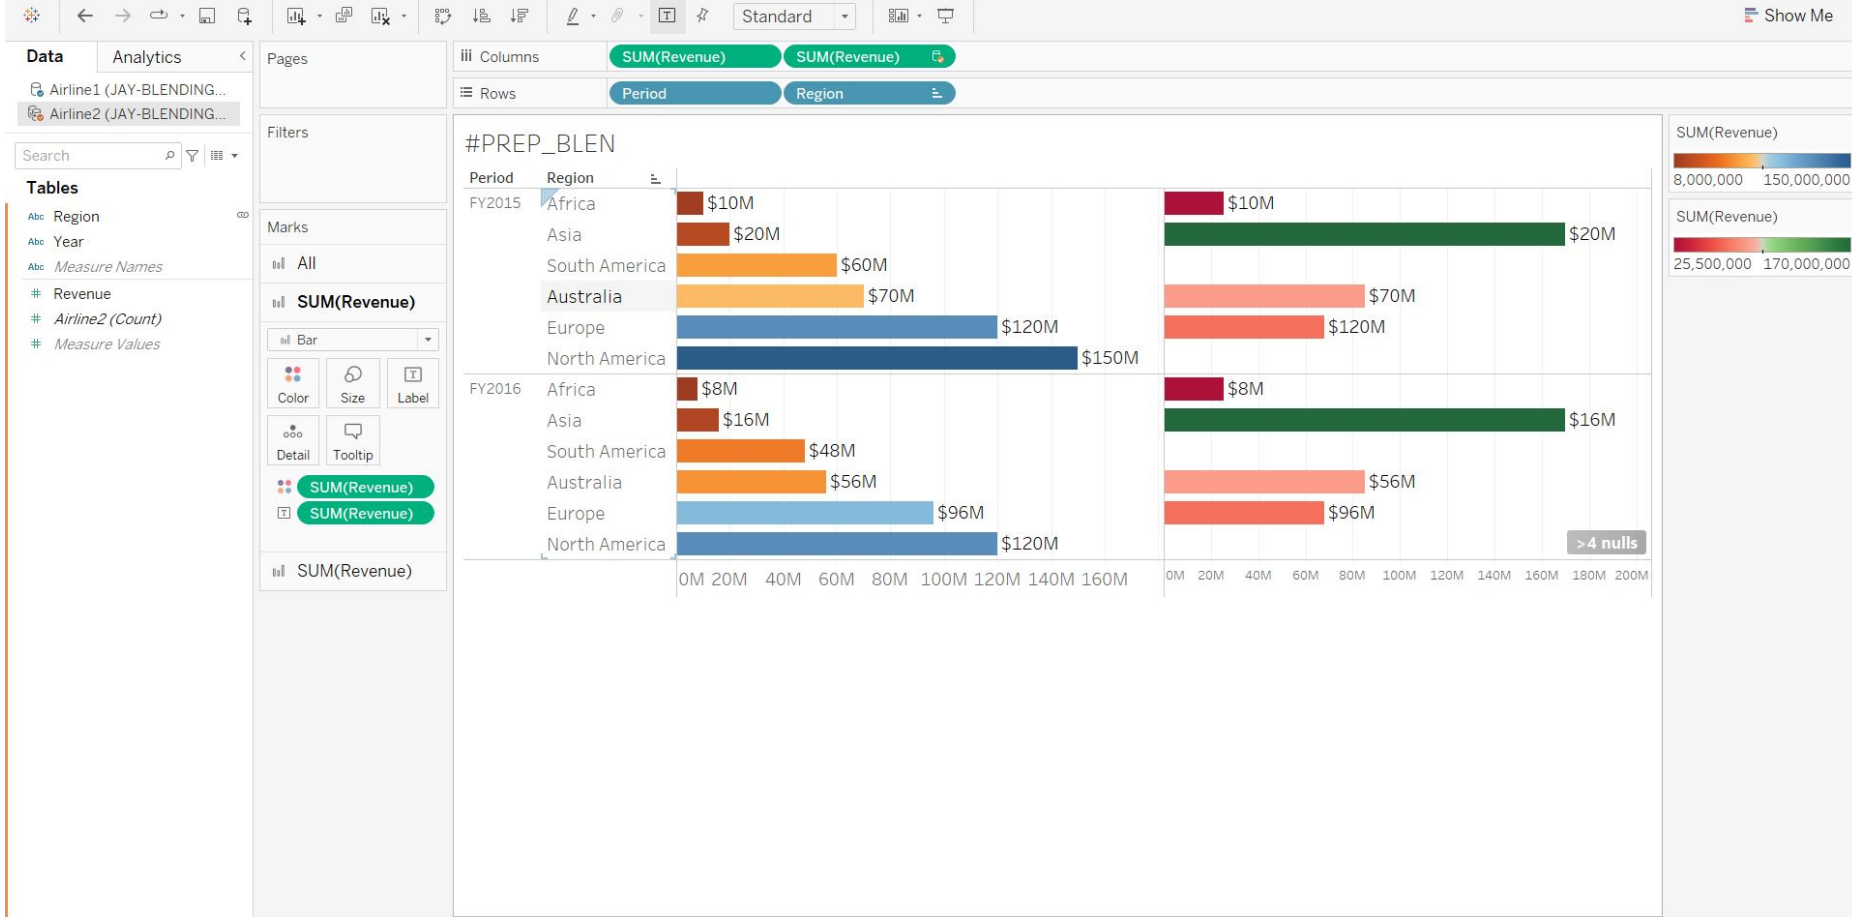 Standard
Show Me
Data
Analytics
Airline1 (JAY-BLENDING...
Airline2 (JAY-BLENDING...
Search
Tables
Abc Region
Abc Year
Abc Measure Names
# Revenue
# Airline2 (Count)
# Measure Values
Pages
Filters
Marks
All
SUM(Revenue)
Bar
Color
Size
T
Label
Detail
Tooltip
SUM(Revenue)
T SUM(Revenue)
SUM(Revenue)
Columns SUM(Revenue) SUM(Revenue)
Rows Period Region
#PREP_BLEN
Period Region
FY2015 Africa $10M $10M
Asia $20M $20M
South America $60M
Australia $70M $70M
Europe $120M $120M
North America $150M
FY2016 Africa $8M $8M
Asia $16M $16M
South America $48M
Australia $56M $56M
Europe $96M $96M
North America $120M
>4 nulls
0M 20M 40M 60M 80M 100M 120M 140M 160M
0M 20M 40M 60M 80M 100M 120M 140M 160M 180M 200M
SUM(Revenue)
8,000,000 150,000,000
SUM(Revenue)
25,500,000 170,000,000